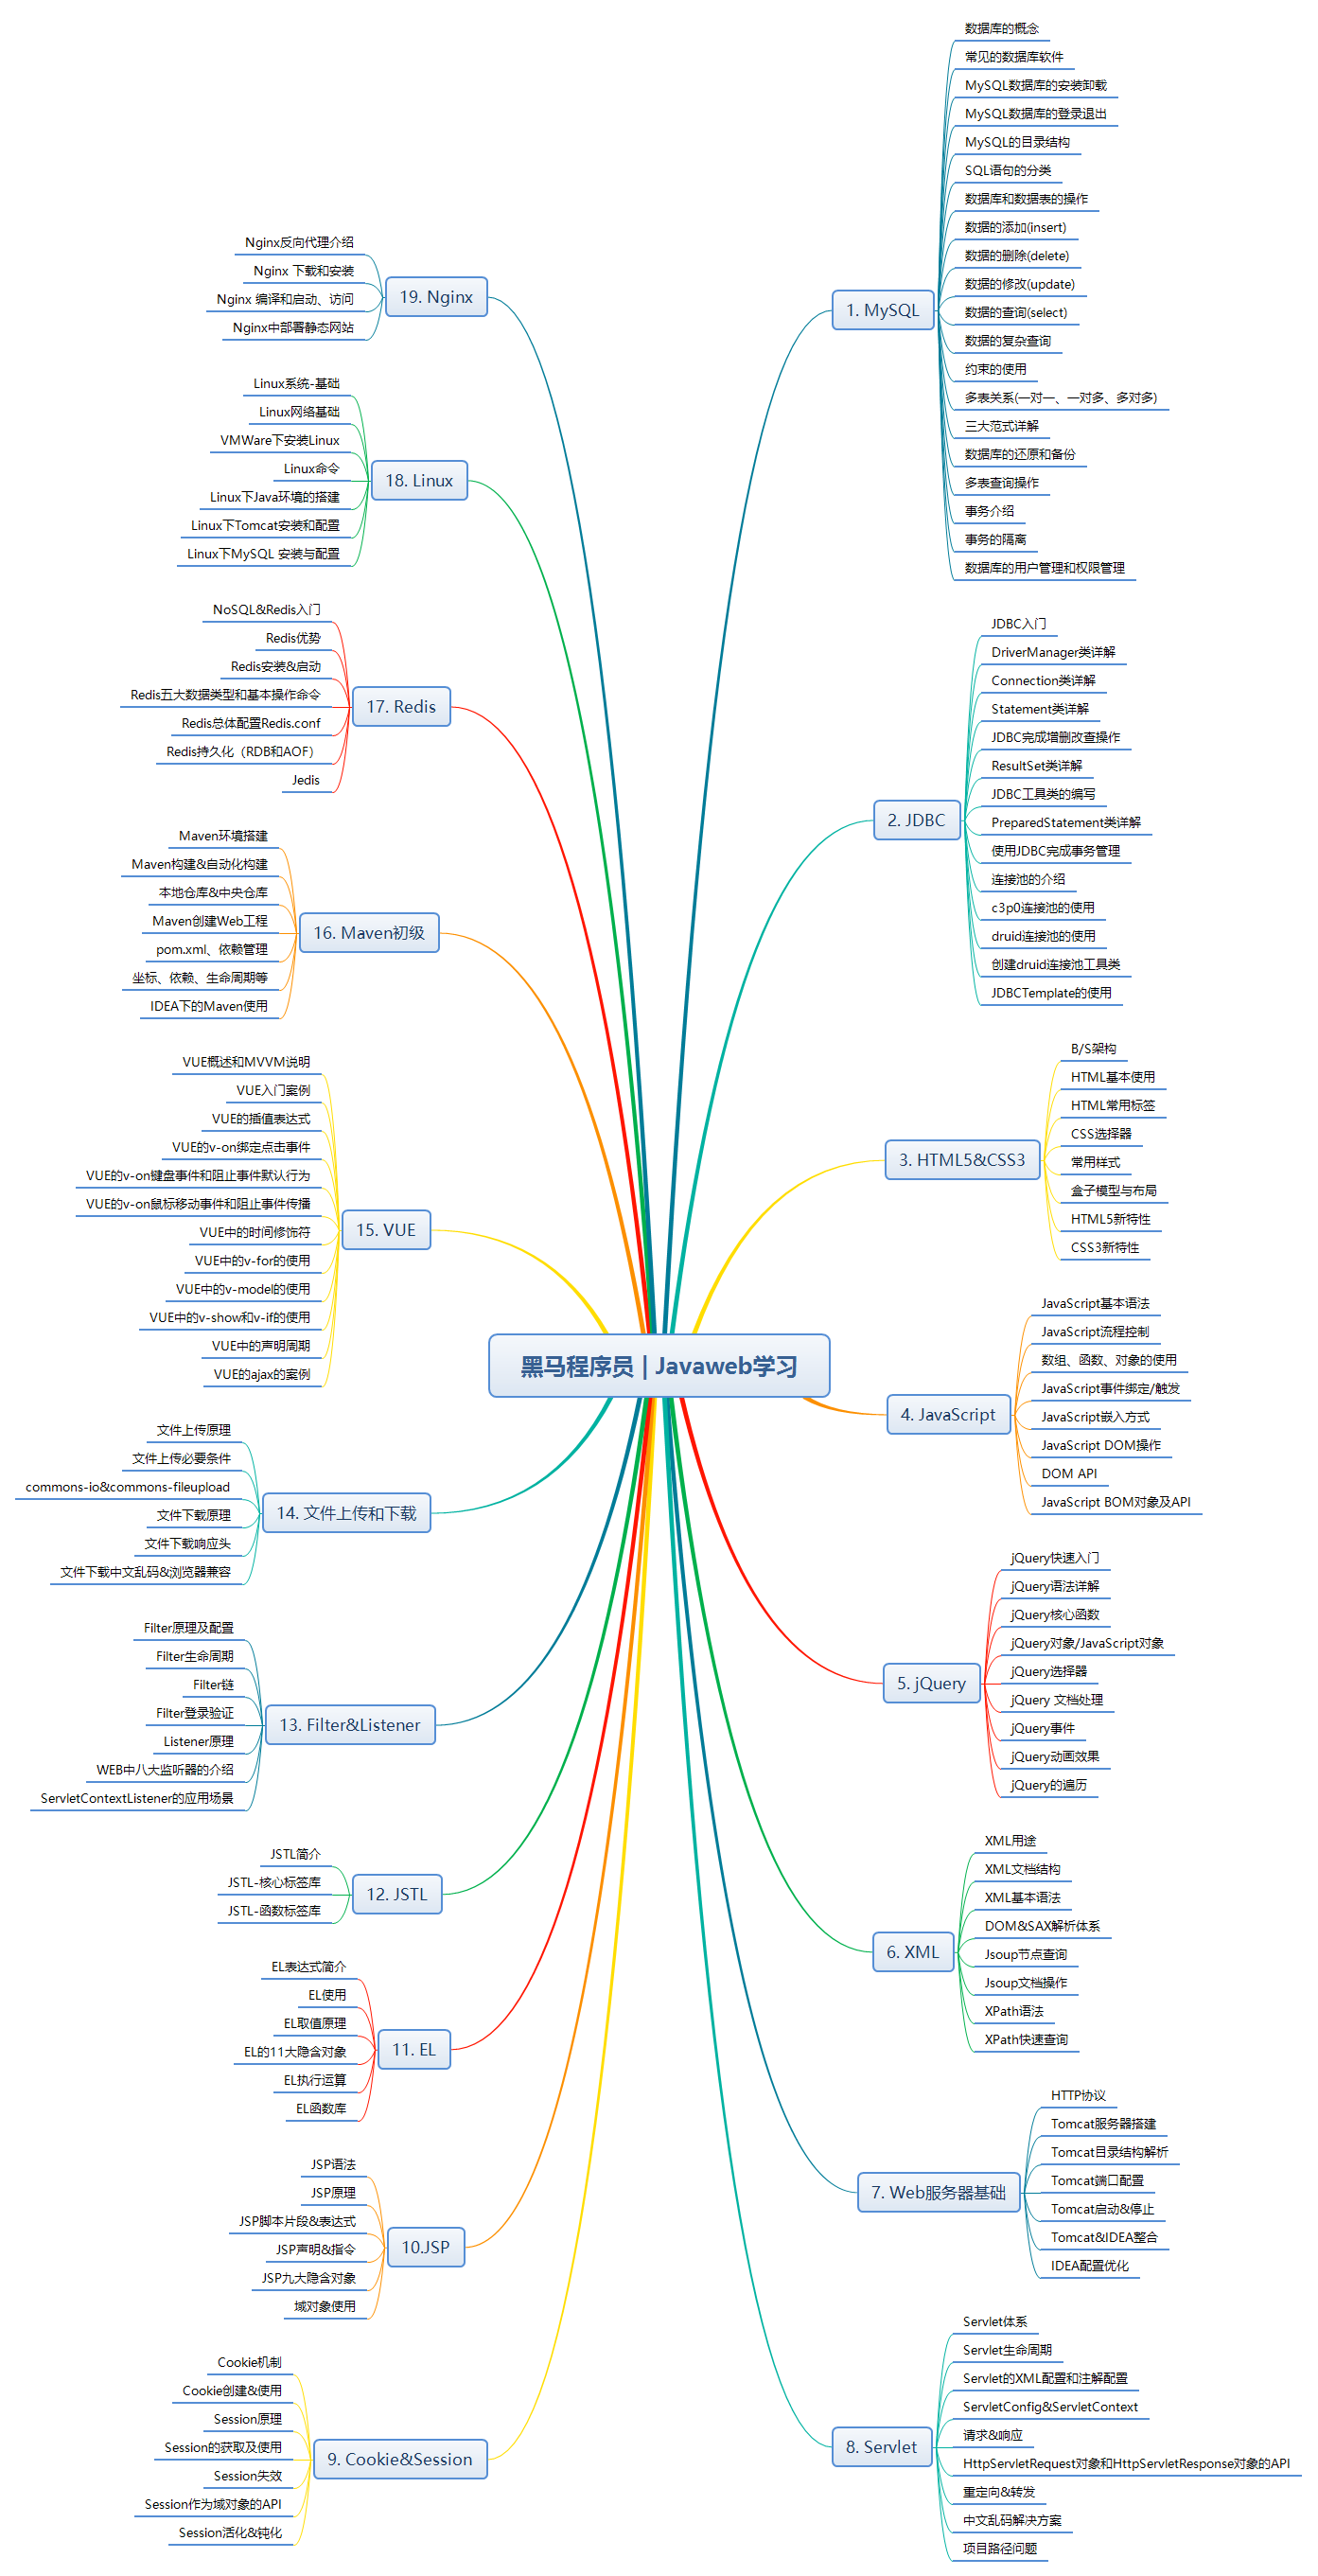 黑马程序员 | Javaweb学习
1. MySQL
数据库的概念
常见的数据库软件
MySQL数据库的安装卸载
MySQL数据库的登录退出
MySQL的目录结构
SQL语句的分类
数据库和数据表的操作
数据的添加(insert)
数据的删除(delete)
数据的修改(update)
数据的查询(select)
数据的复杂查询
约束的使用
多表关系(一对一、一对多、多对多)
三大范式详解
数据库的还原和备份
多表查询操作
事务介绍
事务的隔离
数据库的用户管理和权限管理
2. JDBC
JDBC入门
DriverManager类详解
Connection类详解
Statement类详解
JDBC完成增删改查操作
ResultSet类详解
JDBC工具类的编写
PreparedStatement类详解
使用JDBC完成事务管理
连接池的介绍
c3p0连接池的使用
druid连接池的使用
创建druid连接池工具类
JDBCTemplate的使用
3. HTML5&CSS3
B/S架构
HTML基本使用
HTML常用标签
CSS选择器
常用样式
盒子模型与布局
HTML5新特性
CSS3新特性
4. JavaScript
JavaScript基本语法
JavaScript流程控制
数组、函数、对象的使用
JavaScript事件绑定/触发
JavaScript嵌入方式
JavaScript DOM操作
DOM API
JavaScript BOM对象及API
5. jQuery
jQuery快速入门
jQuery语法详解
jQuery核心函数
jQuery对象/JavaScript对象
jQuery选择器
jQuery 文档处理
jQuery事件
jQuery动画效果
jQuery的遍历
6. XML
XML用途
XML文档结构
XML基本语法
DOM&SAX解析体系
Jsoup节点查询
Jsoup文档操作
XPath语法
XPath快速查询
7. Web服务器基础
HTTP协议
Tomcat服务器搭建
Tomcat目录结构解析
Tomcat端口配置
Tomcat启动&停止
Tomcat&IDEA整合
IDEA配置优化
8. Servlet
Servlet体系
Servlet生命周期
Servlet的XML配置和注解配置
ServletConfig&ServletContext
请求&响应
HttpServletRequest对象和HttpServletResponse对象的API
重定向&转发
中文乱码解决方案
项目路径问题
9. Cookie&Session
Cookie机制
Cookie创建&使用
Session原理
Session的获取及使用
Session失效
Session作为域对象的API
Session活化&钝化
10.JSP
JSP语法
JSP原理
JSP脚本片段&表达式
JSP声明&指令
JSP九大隐含对象
域对象使用
11. EL
EL表达式简介
EL使用
EL取值原理
EL的11大隐含对象
EL执行运算
EL函数库
12. JSTL
JSTL简介
JSTL-核心标签库
JSTL-函数标签库
13. Filter&Listener
Filter原理及配置
Filter生命周期
Filter链
Filter登录验证
Listener原理
WEB中八大监听器的介绍
ServletContextListener的应用场景
14. 文件上传和下载
文件上传原理
文件上传必要条件
commons-io&commons-fileupload
文件下载原理
文件下载响应头
文件下载中文乱码&浏览器兼容
15. VUE
VUE概述和MVVM说明
VUE入门案例
VUE的插值表达式
VUE的v-on绑定点击事件
VUE的v-on键盘事件和阻止事件默认行为
VUE的v-on鼠标移动事件和阻止事件传播
VUE中的时间修饰符
VUE中的v-for的使用
VUE中的v-model的使用
VUE中的v-show和v-if的使用
VUE中的声明周期
VUE的ajax的案例
16. Maven初级
Maven环境搭建
Maven构建&自动化构建
本地仓库&中央仓库
Maven创建Web工程
pom.xml、依赖管理
坐标、依赖、生命周期等
IDEA下的Maven使用
17. Redis
NoSQL&Redis入门
Redis优势
Redis安装&启动
Redis五大数据类型和基本操作命令
Redis总体配置Redis.conf
Redis持久化（RDB和AOF）
Jedis
18. Linux
Linux系统-基础
Linux网络基础
VMWare下安装Linux
Linux命令
Linux下Java环境的搭建
Linux下Tomcat安装和配置
Linux下MySQL 安装与配置
19. Nginx
Nginx反向代理介绍
Nginx 下载和安装
Nginx 编译和启动、访问
Nginx中部署静态网站